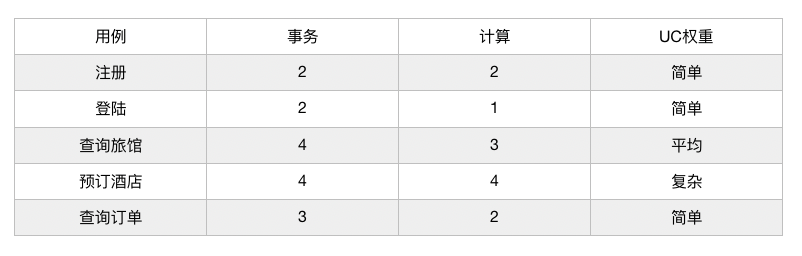 用例 事务 计算 UC权重
注册 2 2 简单
登陆 2 1 简单
查询旅馆 4 3 平均
预订酒店 4 4 复杂
查询订单 3 2 简单